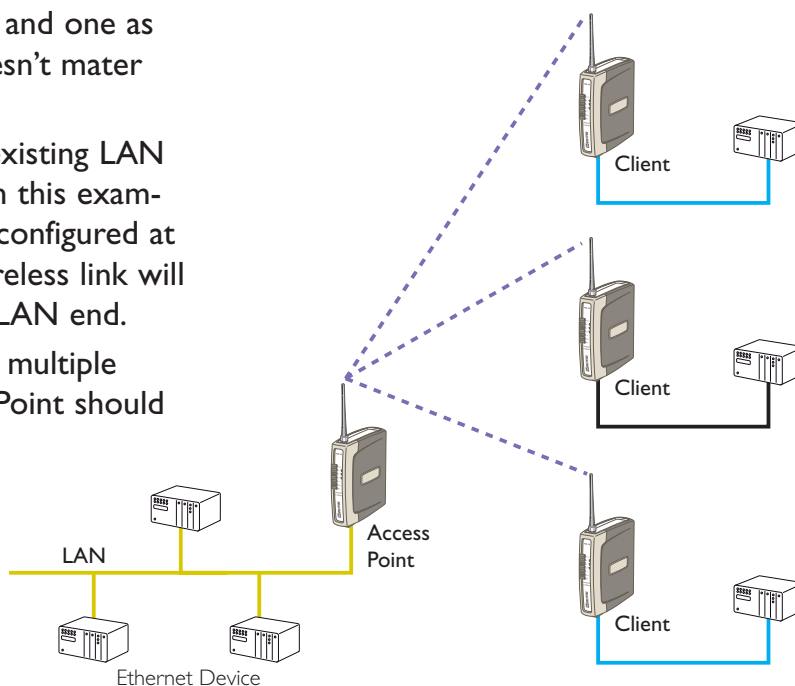 and one as
esn’t mater
existing LAN
n this exam-
configured at
reless link will
LAN end.
multiple
Point should
Client
Client
Access
Point
LAN
Client
Ethernet Device